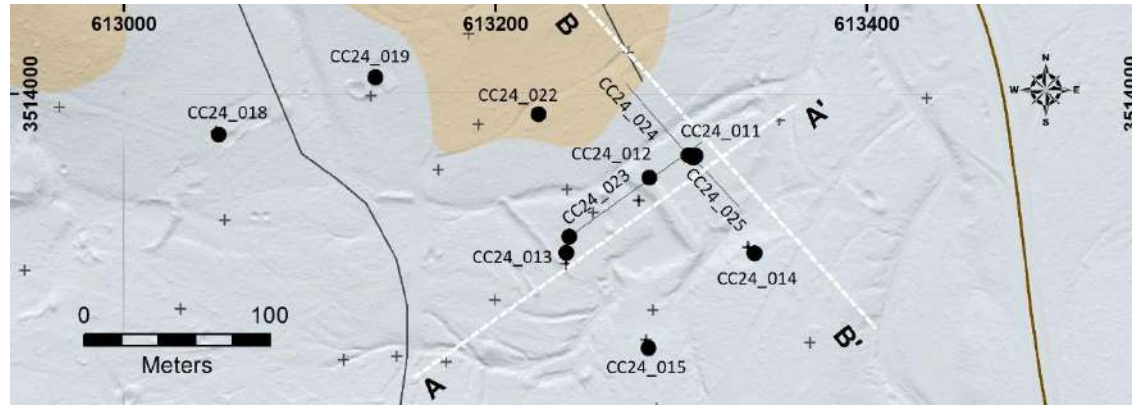 613000
613200
613400
3514000
3514000
B
N
W
E
S
CC24_019
CC24_018
CC24_022
CC24_024
CC24_011
A'
CC24_012
CC24_023
CC24_025
CC24_013
CC24_014
B'
CC24_015
A
0
100
Meters